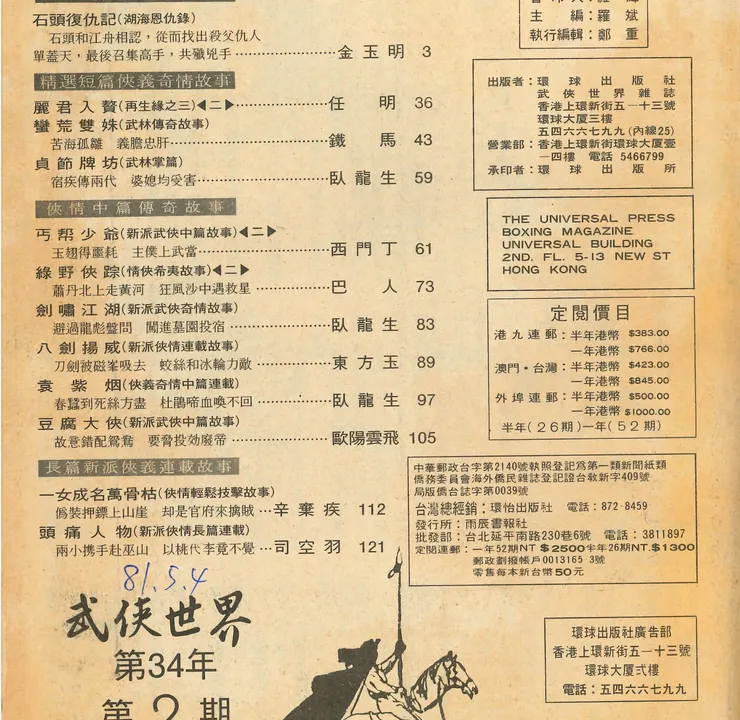 石頭復仇記(湖海恩仇錄)
石頭和江舟相認，從而找出殺父仇人
單蓋天，最後召集高手，共殲兇手 金玉明 3
精選短篇俠義奇情故事
麗君入贅(再生緣之三)◀二▶ 任明 36
蠻荒雙姝(武林傳奇故事)
苦海孤雛 義膽忠肝 鐵馬 43
貞節牌坊(武林掌篇)
宿疾傳兩代 婆媳均受害 臥龍生 59
俠情中篇傳奇故事
丐幫少爺(新派武俠中篇故事)◀二▶
玉翅得噩耗 主僕上武當 西門丁 61
綠野俠踪(情俠希夷故事)◀二▶
蕭丹北上走黃河 狂風沙中遇救星 巴人 73
劍嘯江湖(新派武俠奇情故事)
避過龍彪盤問 闖進墓園投宿 臥龍生 83
八劍揚威(新派俠情連載故事)
刀劍被磁峯吸去 蛟絲和冰輪力敵 東方玉 89
袁紫烟(俠義奇情中篇連載)
春蠶到死絲方盡 杜鵑啼血喚不回 臥龍生 97
豆腐大俠(新派武俠中篇故事)
故意錯配鴛鴦 要脅投效廢帝 歐陽雲飛 105
長篇新派俠義連載故事
一女成名萬骨枯(俠情輕鬆技擊故事)
僞裝押鏢上山崖 却是官府來擒賊 辛棄疾 112
頭痛人物(新派俠情長篇連載)
兩小携手赴巫山 以桃代李竟不覺 司空羽 121
81.5.4
武俠世界
第34年
第2期
主編：羅斌
執行編輯：鄭重
出版者：環球出版社
武俠世界雜誌
香港上環新街五—十三號
環球大厦三樓
五四六六七九九(內線25)
營業部：香港上環新街環球大厦壹
—四樓 電話 5466799
承印者：環球出版所
THE UNIVERSAL PRESS
BOXING MAGAZINE
UNIVERSAL BUILDING
2ND. FL. 5-13 NEW ST
HONG KONG
定閱價目
港九連郵：半年港幣 $383.00
一年港幣 $766.00
澳門・台灣：半年港幣 $423.00
一年港幣 $845.00
外埠連郵：半年港幣 $500.00
一年港幣 $1000.00
半年(26期)一年(52期)
中華郵政台字第2140號執照登記為第一類新聞紙類
僑務委員會海外僑民雜誌登記證台敎新字409號
局版僑台誌字第0039號
台灣總經銷：環怡出版社 電話：872-8459
發行所：雨辰書報社
批發部：台北延平南路230巷6號 電話：3811897
定閱連郵：一年52期NT.$2500半年26期NT.$1300
郵政劃撥帳戶0013165-3號
零售每本新台幣50元
環球出版社廣告部
香港上環新街五—十三號
環球大厦弍樓
電話：五四六六七九九